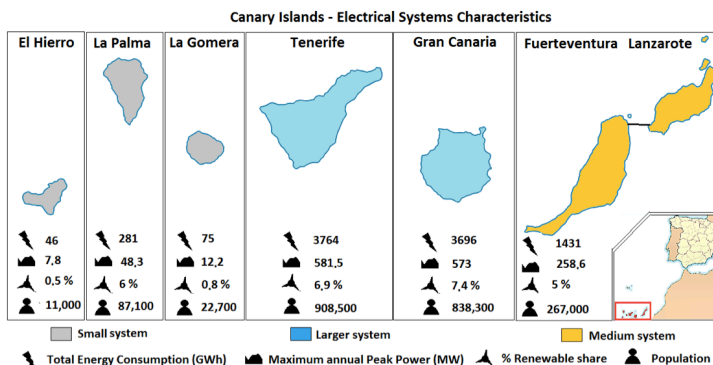 Canary Islands - Electrical Systems Characteristics
El Hierro La Palma La Gomera Tenerife Gran Canaria Fuerteventura Lanzarote
46 281 75 3764 3696 1431
7,8 48,3 12,2 581,5 573 258,6
0,5 % 6 % 0,8 % 6,9 % 7,4 % 5 %
11,000 87,100 22,700 908,500 838,300 267,000
Small system Larger system Medium system
Total Energy Consumption (GWh) Maximum annual Peak Power (MW) % Renewable share Population